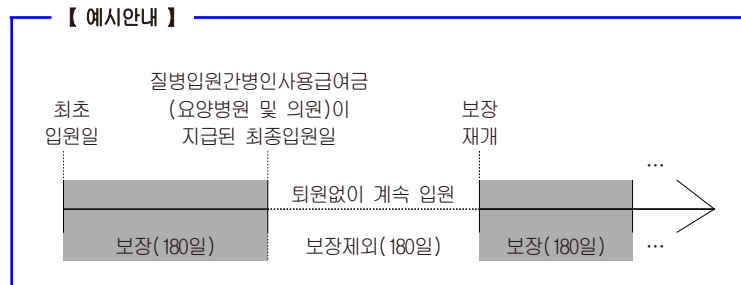 【 예시안내 】
질병입원간병인사용급여금
최초 (요양병원 및 의원)이 보장
입원일 지급된 최종입원일 재개
...
퇴원없이 계속 입원
보장(180일) 보장제외(180일) 보장(180일) ...